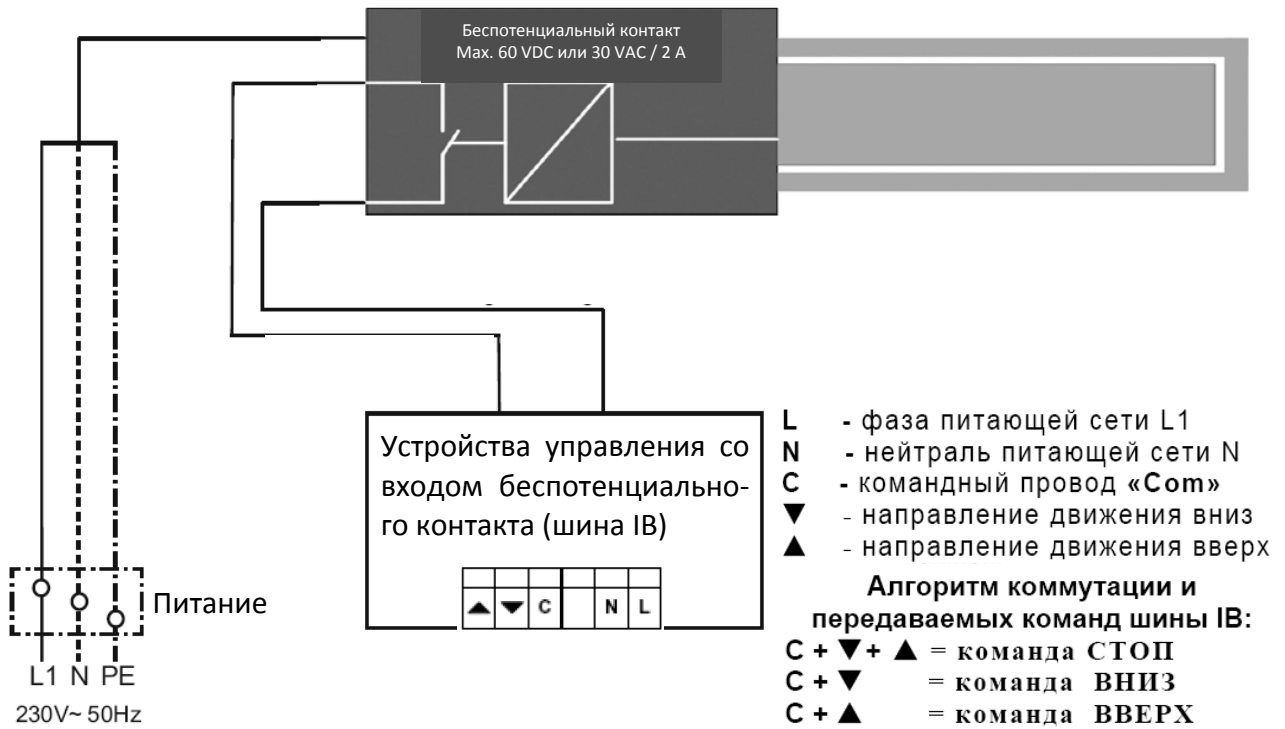 Беспотенциальный контакт
Max. 60 VDC или 30 VAC / 2 A
Устройства управления со
входом беспотенциально-
го контакта (шина IB)
▲ ▼ C N L
Питание
L1 N PE
230V~ 50Hz
L - фаза питающей сети L1
N - нейтраль питающей сети N
C - командный провод «Com»
▼ - направление движения вниз
▲ - направление движения вверх
Алгоритм коммутации и
передаваемых команд шины IB:
C + ▼ + ▲ = команда СТОП
C + ▼ = команда ВНИЗ
C + ▲ = команда ВВЕРХ